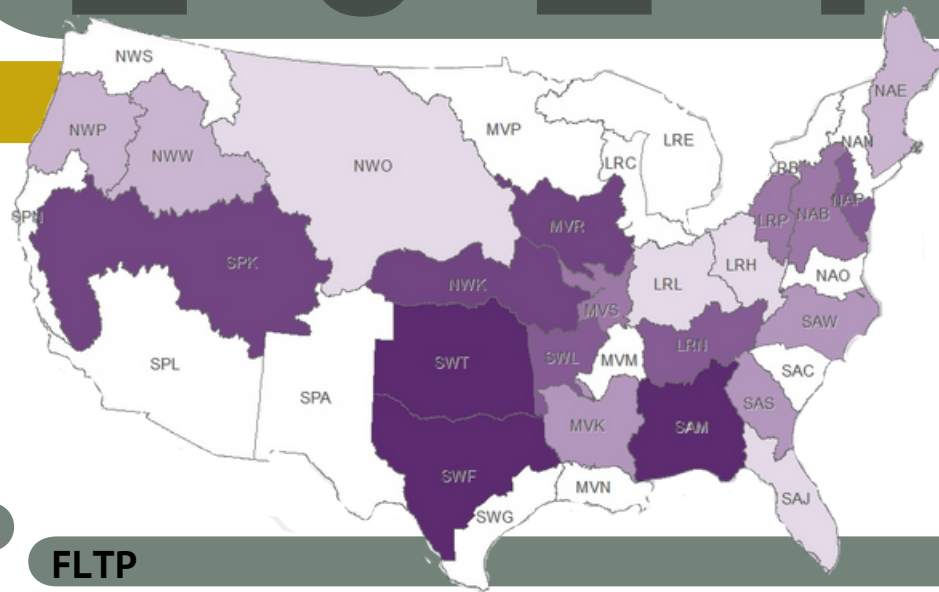 NWS
NAE
NWP
MVP
LRE
NAN
NWW
LRC
NWO
NAP
SPN
LRP
NAB
MVR
SPK
LRH
NAO
NWK
LRL
MVS
SAW
LRN
SWT
SWL
MVM
SPL
SAC
SPA
SAS
MVK
SAM
SWF
MVN
SAJ
SWG
FLTP